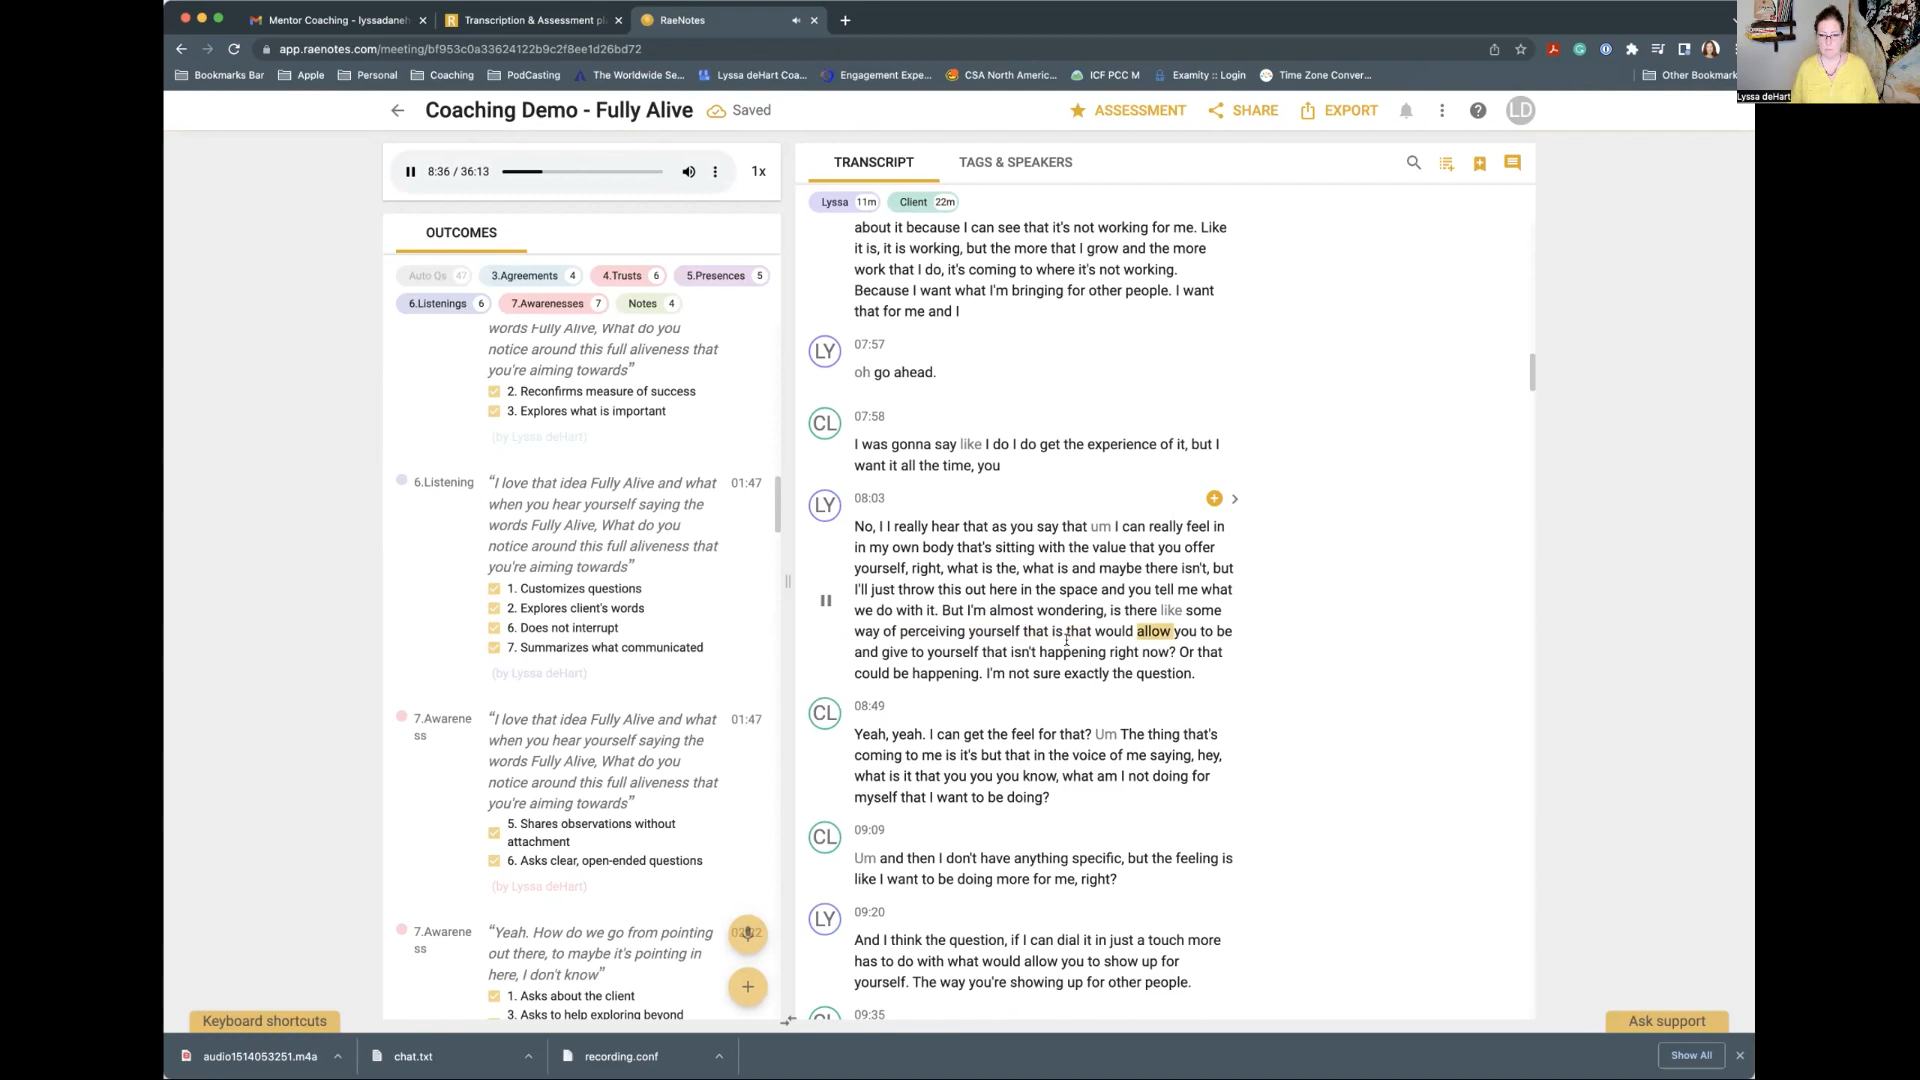 Mentor Coaching - lyssadaneh
Transcription & Assessment pl
RaeNotes
app.raenotes.com/meeting/bf953c0a33624122b9c2f8ee1d26bd72
Bookmarks Bar
Apple
Personal
Coaching
PodCasting
The Worldwide Se...
Lyssa deHart Coa...
Engagement Expe...
CSA North Americ...
ICF PCC M
Examity :: Login
Time Zone Conver...
Other Bookmark
Lyssa deHart
Coaching Demo - Fully Alive
Saved
ASSESSMENT
SHARE
EXPORT
LD
8:36 / 36:13
1x
OUTCOMES
Auto Qs 47
3.Agreements 4
4.Trusts 6
5.Presences 5
6.Listenings 6
7.Awarenesses 7
Notes 4
words Fully Alive, What do you
notice around this full aliveness that
you're aiming towards”
2. Reconfirms measure of success
3. Explores what is important
(by Lyssa deHart)
6.Listening
“I love that idea Fully Alive and what
01:47
when you hear yourself saying the
words Fully Alive, What do you
notice around this full aliveness that
you're aiming towards”
1. Customizes questions
2. Explores client's words
6. Does not interrupt
7. Summarizes what communicated
(by Lyssa deHart)
7.Awarene
ss
“I love that idea Fully Alive and what
01:47
when you hear yourself saying the
words Fully Alive, What do you
notice around this full aliveness that
you're aiming towards”
5. Shares observations without
attachment
6. Asks clear, open-ended questions
(by Lyssa deHart)
7.Awarene
ss
“Yeah. How do we go from pointing
out there, to maybe it's pointing in
here, I don't know”
1. Asks about the client
3. Asks to help exploring beyond
TRANSCRIPT
TAGS & SPEAKERS
Lyssa 11m
Client 22m
about it because I can see that it's not working for me. Like
it is, it is working, but the more that I grow and the more
work that I do, it's coming to where it's not working.
Because I want what I'm bringing for other people. I want
that for me and I
LY
07:57
oh go ahead.
CL
07:58
I was gonna say like I do I do get the experience of it, but I
want it all the time, you
LY
08:03
No, I I really hear that as you say that um I can really feel in
in my own body that's sitting with the value that you offer
yourself, right, what is the, what is and maybe there isn't, but
I'll just throw this out here in the space and you tell me what
we do with it. But I'm almost wondering, is there like some
way of perceiving yourself that is that would allow you to be
and give to yourself that isn't happening right now? Or that
could be happening. I'm not sure exactly the question.
CL
08:49
Yeah, yeah. I can get the feel for that? Um The thing that's
coming to me is it's but that in the voice of me saying, hey,
what is it that you you you know, what am I not doing for
myself that I want to be doing?
CL
09:09
Um and then I don't have anything specific, but the feeling is
like I want to be doing more for me, right?
LY
09:20
And I think the question, if I can dial it in just a touch more
has to do with what would allow you to show up for
yourself. The way you're showing up for other people.
CL
09:35
Keyboard shortcuts
Ask support
audio1514053251.m4a
chat.txt
recording.conf
Show All